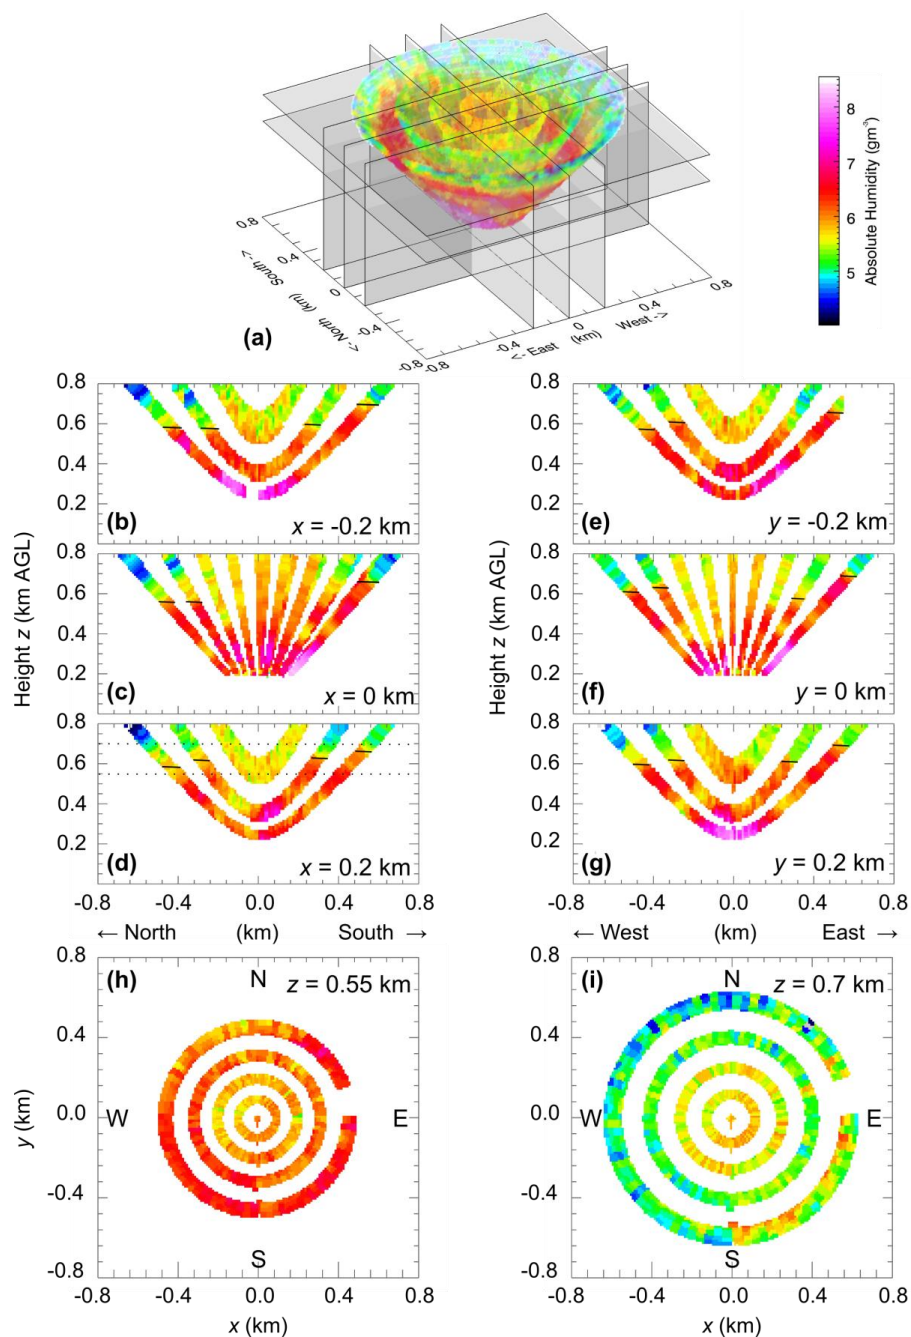 8
7
6
5
Absolute Humidity (gm-3)
0.8
0.4
0
-0.4
-0.8
<- North (km) South ->
-0.8
-0.4
0
0.4
0.8
<- East (km) West ->
(a)
0.8
0.6
0.4
0.2
(b)
x = -0.2 km
0.8
0.6
0.4
0.2
(e)
y = -0.2 km
Height z (km AGL)
0.8
0.6
0.4
0.2
(c)
x = 0 km
Height z (km AGL)
0.8
0.6
0.4
0.2
(f)
y = 0 km
0.8
0.6
0.4
0.2
(d)
x = 0.2 km
0.8
0.6
0.4
0.2
(g)
y = 0.2 km
-0.8 -0.4 0.0 0.4 0.8
← North (km) South →
-0.8 -0.4 0.0 0.4 0.8
← West (km) East →
0.8
0.4
0.0
-0.4
-0.8
y (km)
(h)
N
z = 0.55 km
W
E
S
-0.8 -0.4 0.0 0.4 0.8
x (km)
0.8
0.4
0.0
-0.4
-0.8
y (km)
(i)
N
z = 0.7 km
W
E
S
-0.8 -0.4 0.0 0.4 0.8
x (km)